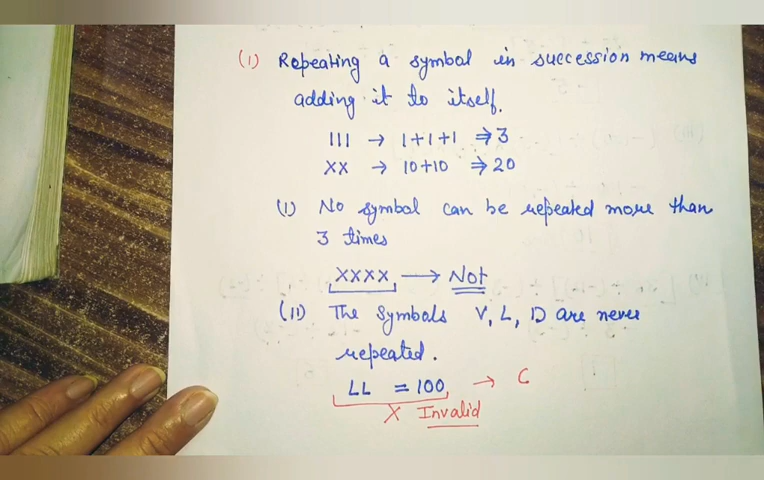 (1) Repeating a symbol in succession means
adding it to itself.
III → 1+1+1 ⇒ 3
XX → 10+10 ⇒ 20
(I) No symbol can be repeated more than
3 times
XXXX → Not
(II) The Symbols V, L, D are never
repeated.
LL = 100 → C
X Invalid